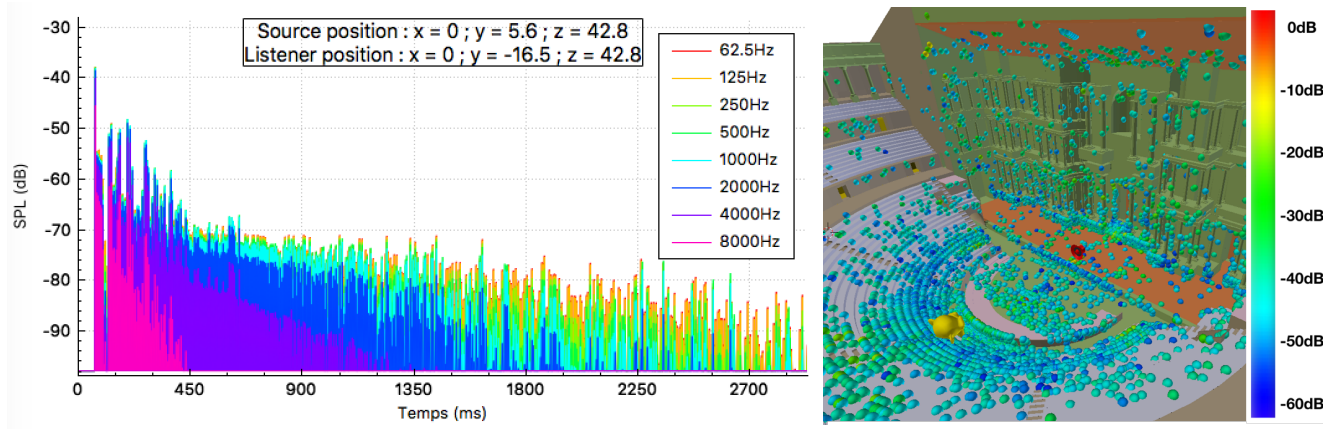 Source position : x = 0 ; y = 5.6 ; z = 42.8
Listener position : x = 0 ; y = -16.5 ; z = 42.8
-30
-40
-50
-60
-70
-80
-90
SPL (dB)
62.5Hz
125Hz
250Hz
500Hz
1000Hz
2000Hz
4000Hz
8000Hz
0
450
900
1350
1800
2250
2700
Temps (ms)
0dB
-10dB
-20dB
-30dB
-40dB
-50dB
-60dB